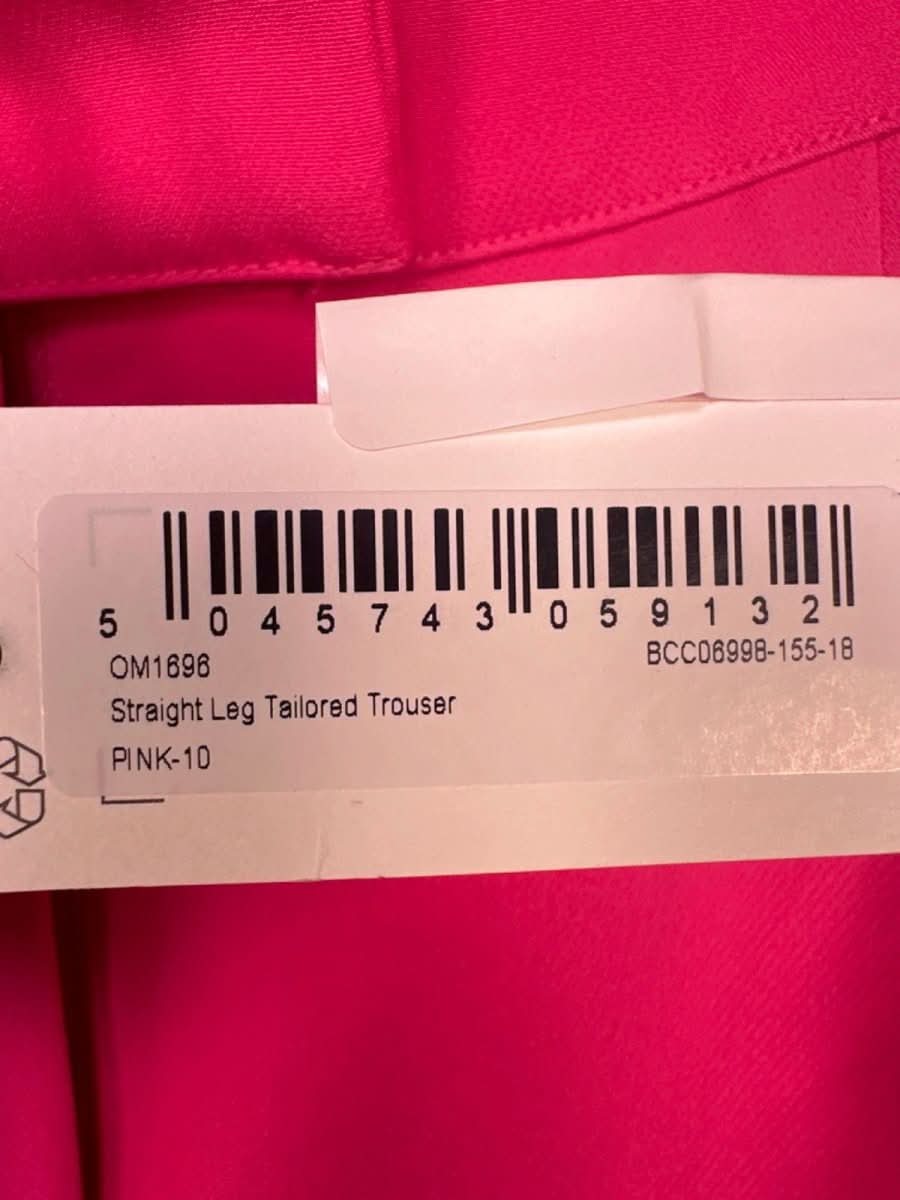 5 045743 059132
OM1696
BCC06998-155-18
Straight Leg Tailored Trouser
PINK-10